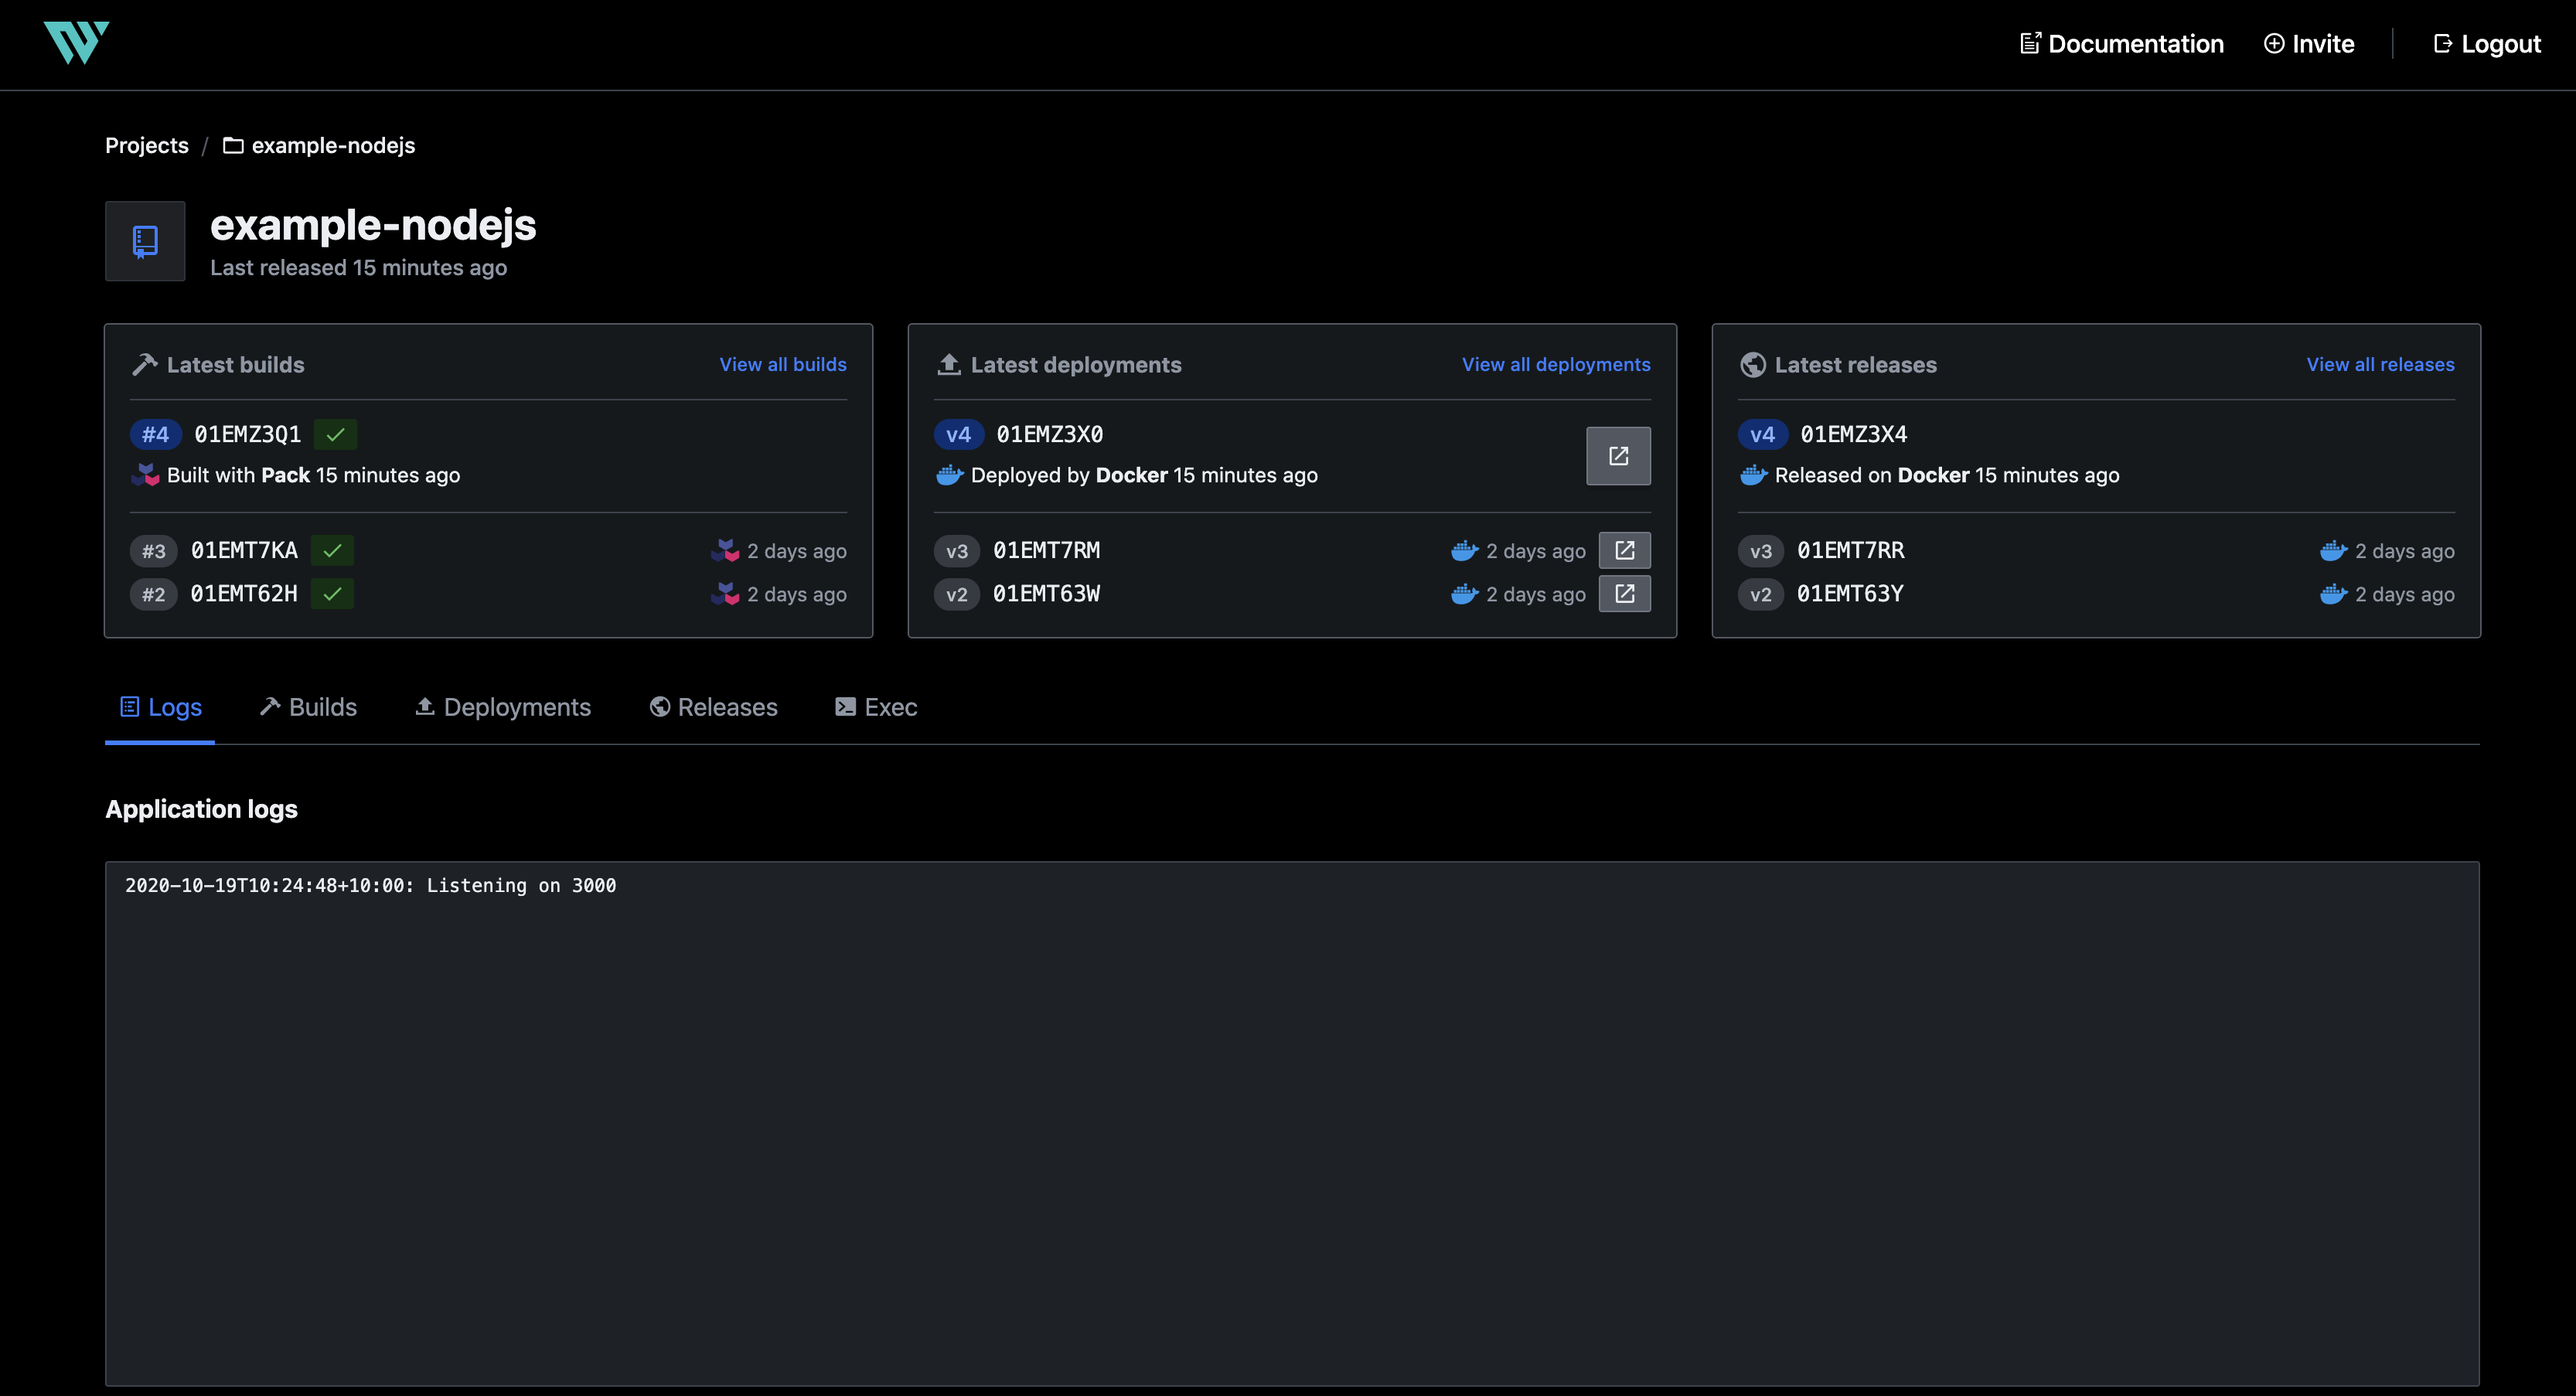 Documentation
Invite
Logout
Projects / example-nodejs
example-nodejs
Last released 15 minutes ago
Latest builds
View all builds
#4 01EMZ3Q1
Built with Pack 15 minutes ago
#3 01EMT7KA 2 days ago
#2 01EMT62H 2 days ago
Latest deployments
View all deployments
v4 01EMZ3X0
Deployed by Docker 15 minutes ago
v3 01EMT7RM 2 days ago
v2 01EMT63W 2 days ago
Latest releases
View all releases
v4 01EMZ3X4
Released on Docker 15 minutes ago
v3 01EMT7RR 2 days ago
v2 01EMT63Y 2 days ago
Logs
Builds
Deployments
Releases
Exec
Application logs
2020-10-19T10:24:48+10:00: Listening on 3000